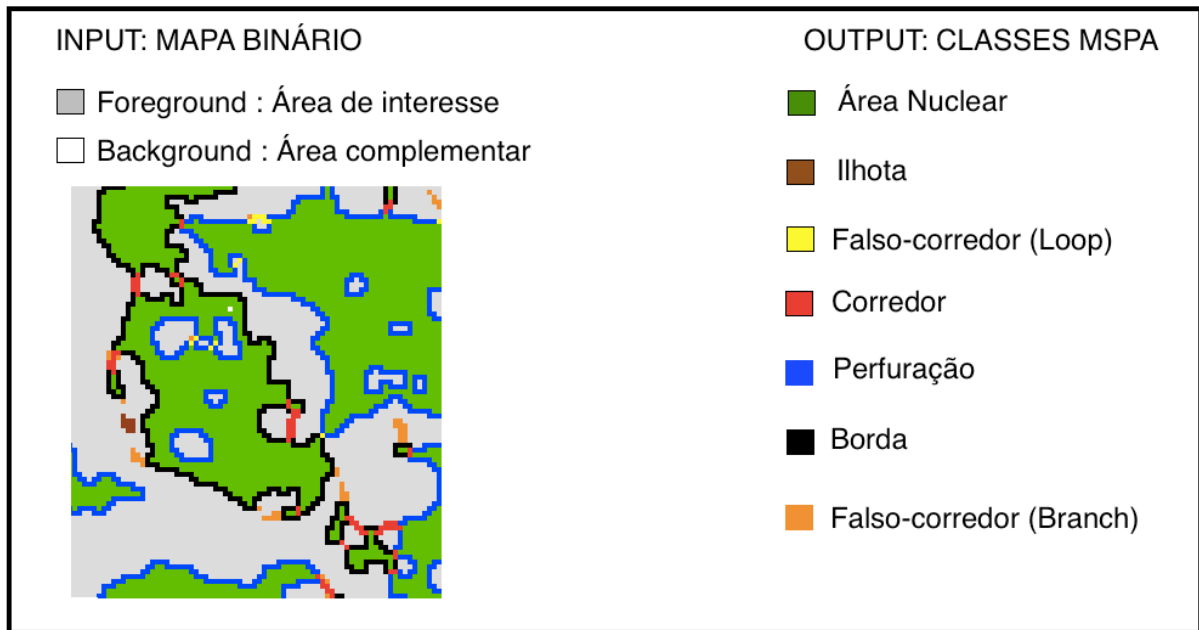 INPUT: MAPA BINÁRIO
Foreground : Área de interesse
Background : Área complementar
OUTPUT: CLASSES MSPA
Área Nuclear
Ilhota
Falso-corredor (Loop)
Corredor
Perfuração
Borda
Falso-corredor (Branch)